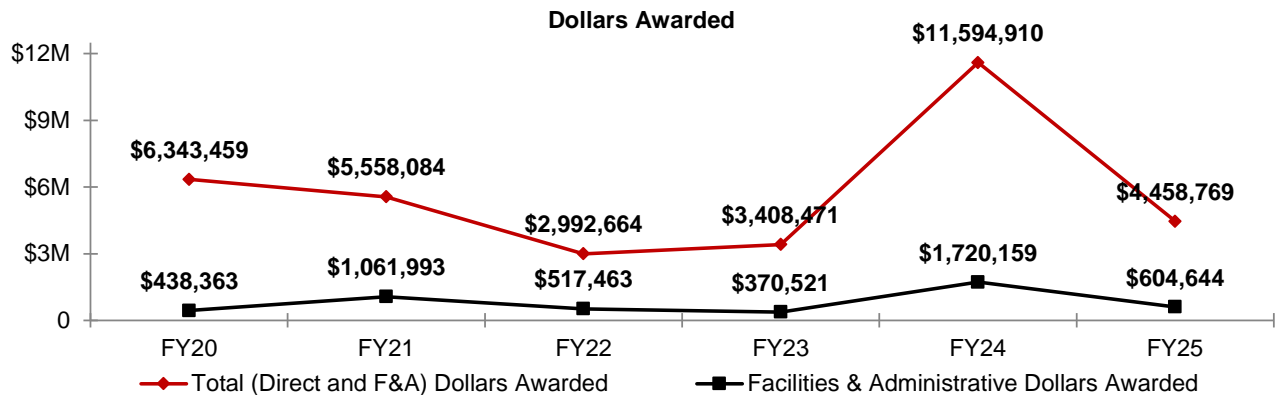 Dollars Awarded
$12M
$9M
$6M
$3M
0
$6,343,459
$5,558,084
$2,992,664
$3,408,471
$11,594,910
$4,458,769
$438,363
$1,061,993
$517,463
$370,521
$1,720,159
$604,644
FY20 FY21 FY22 FY23 FY24 FY25
Total (Direct and F&A) Dollars Awarded Facilities & Administrative Dollars Awarded